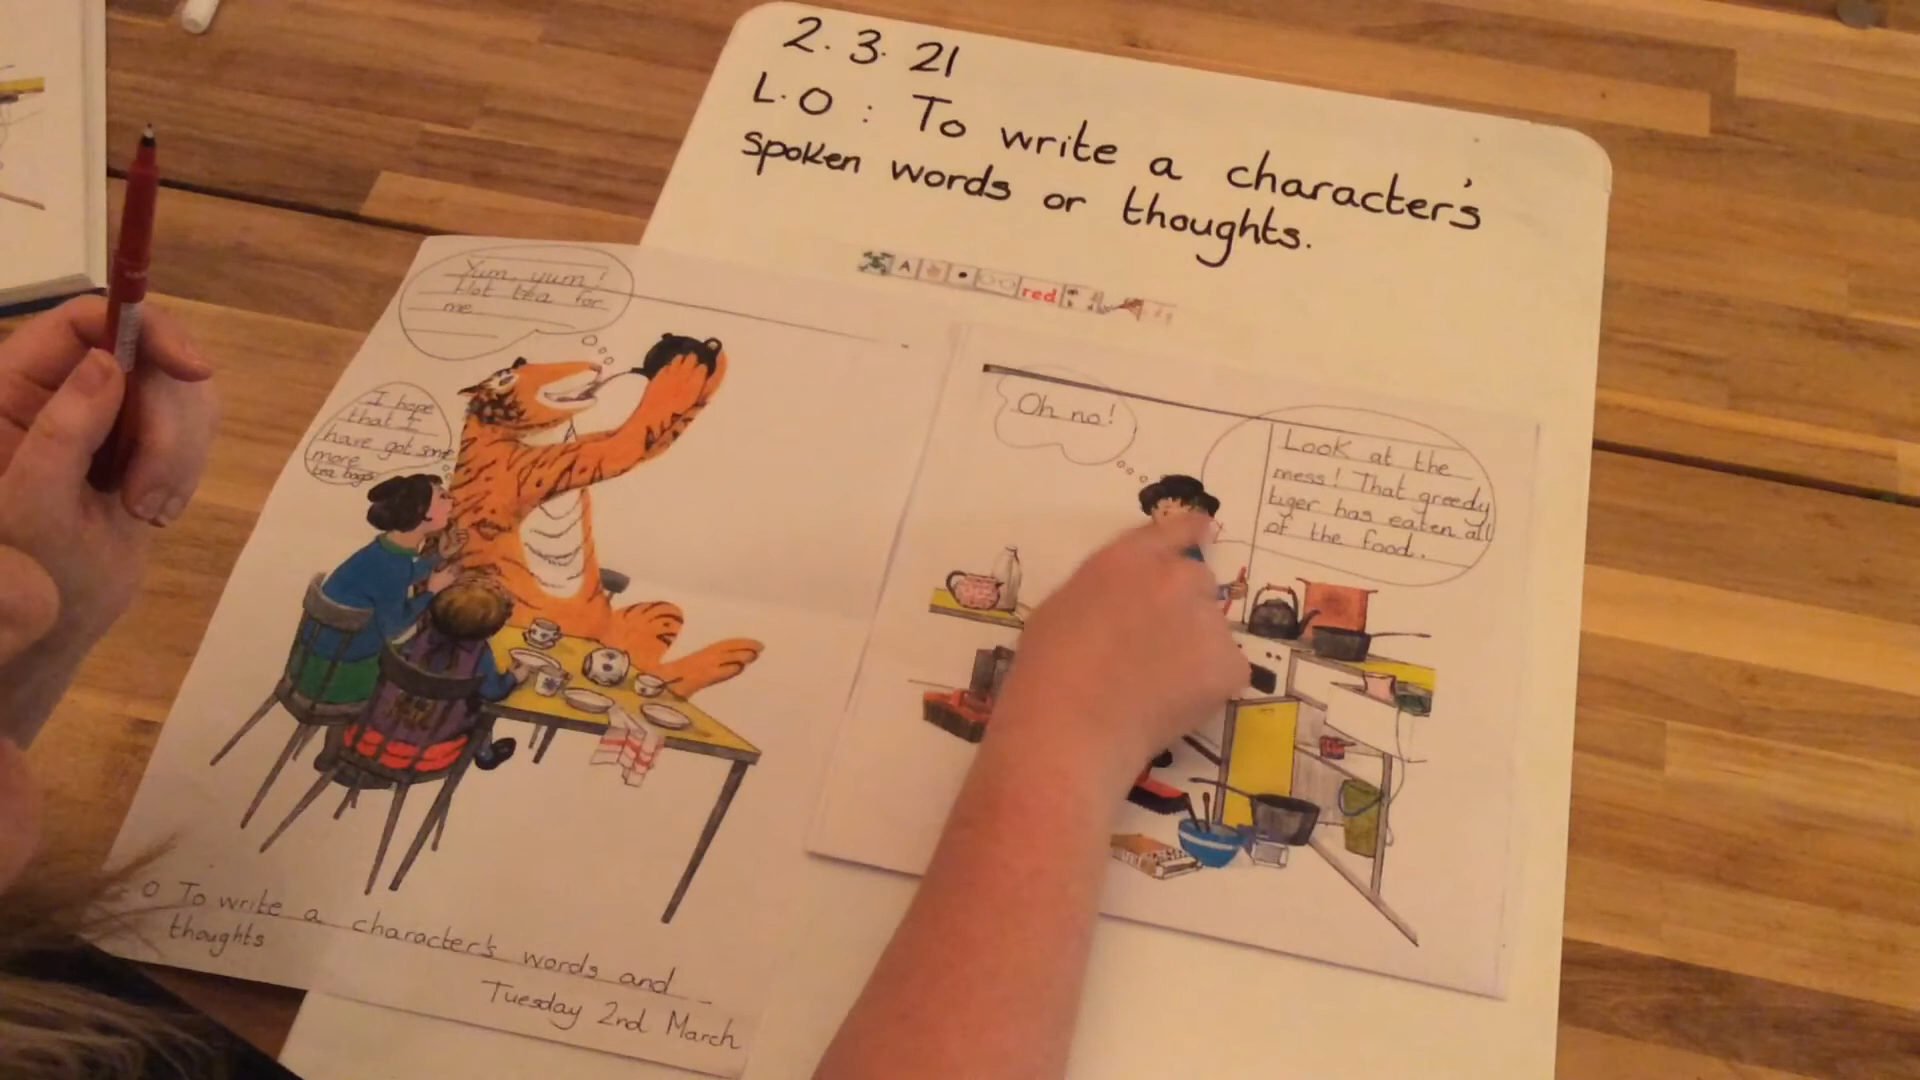 2. 3. 21
L.O : To write a character's
spoken words or thoughts.
A
red
Yum, yum!
Hot tea for
me
I hope
that I
have got some
more
tea bags
Oh no!
Look at the
mess! That greedy
tiger has eaten all
of the food.
O To write a character's words and
thoughts
Tuesday 2nd March